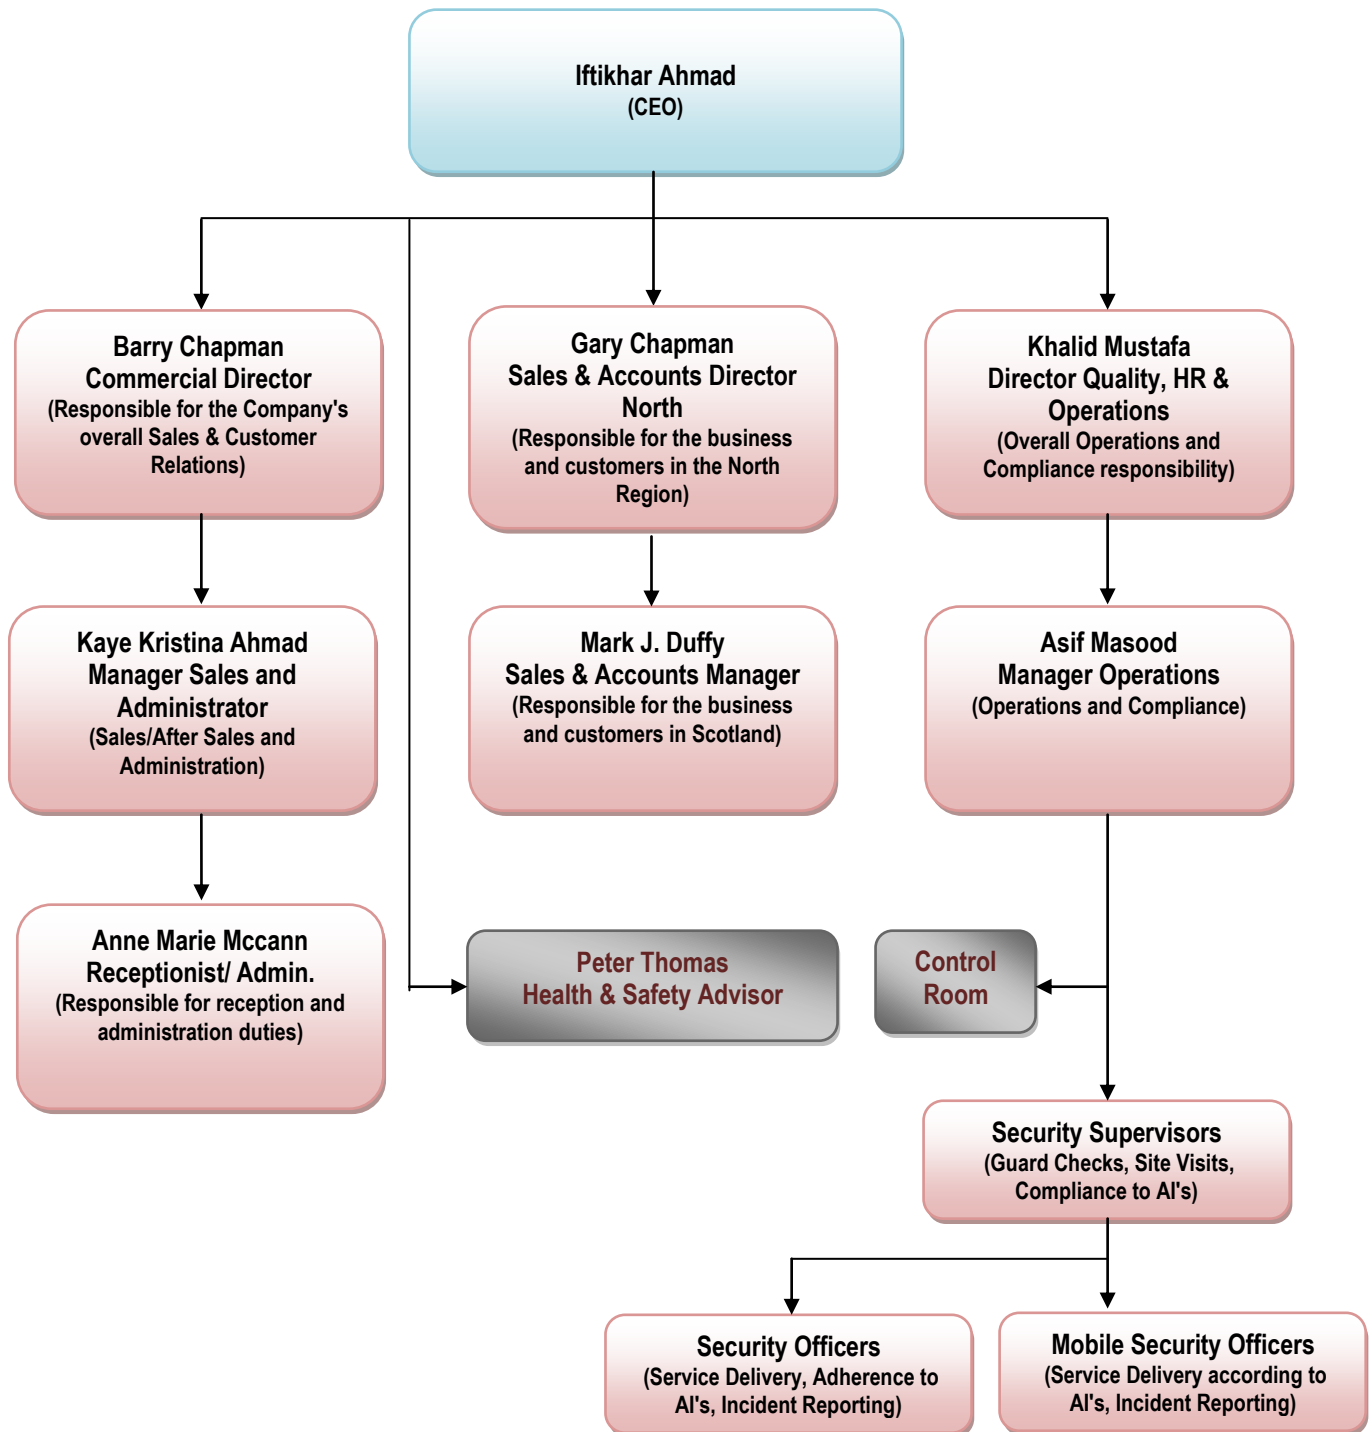 Iftikhar Ahmad
(CEO)
Barry Chapman
Commercial Director
(Responsible for the Company's
overall Sales & Customer
Relations)
Gary Chapman
Sales & Accounts Director
North
(Responsible for the business
and customers in the North
Region)
Khalid Mustafa
Director Quality, HR &
Operations
(Overall Operations and
Compliance responsibility)
Kaye Kristina Ahmad
Manager Sales and
Administrator
(Sales/After Sales and
Administration)
Mark J. Duffy
Sales & Accounts Manager
(Responsible for the business
and customers in Scotland)
Asif Masood
Manager Operations
(Operations and Compliance)
Anne Marie Mccann
Receptionist/ Admin.
(Responsible for reception and
administration duties)
Peter Thomas
Health & Safety Advisor
Control
Room
Security Supervisors
(Guard Checks, Site Visits,
Compliance to AI's)
Security Officers
(Service Delivery, Adherence to
AI's, Incident Reporting)
Mobile Security Officers
(Service Delivery according to
AI's, Incident Reporting)